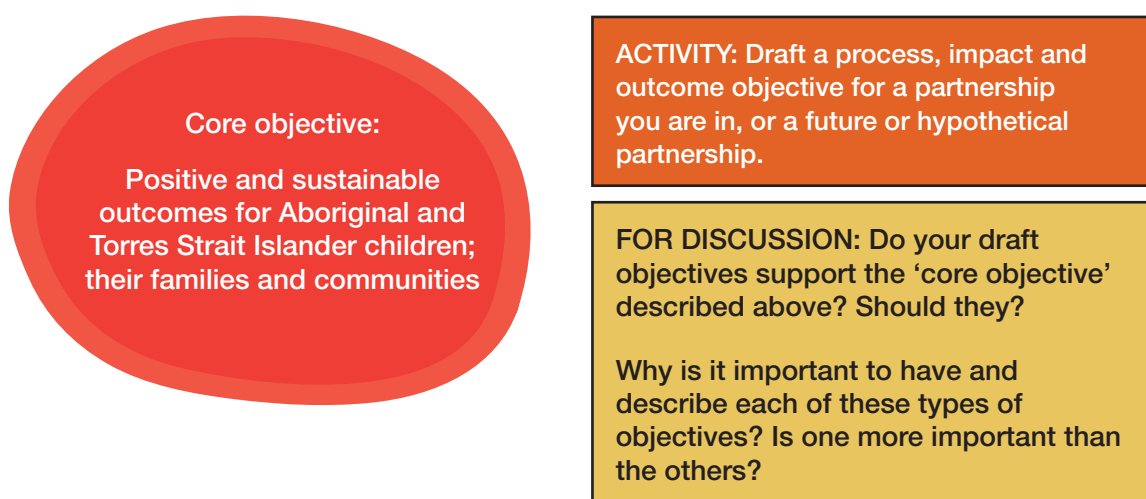 Core objective:
Positive and sustainable
outcomes for Aboriginal and
Torres Strait Islander children;
their families and communities
ACTIVITY: Draft a process, impact and
outcome objective for a partnership
you are in, or a future or hypothetical
partnership.
FOR DISCUSSION: Do your draft
objectives support the ‘core objective’
described above? Should they?
Why is it important to have and
describe each of these types of
objectives? Is one more important than
the others?